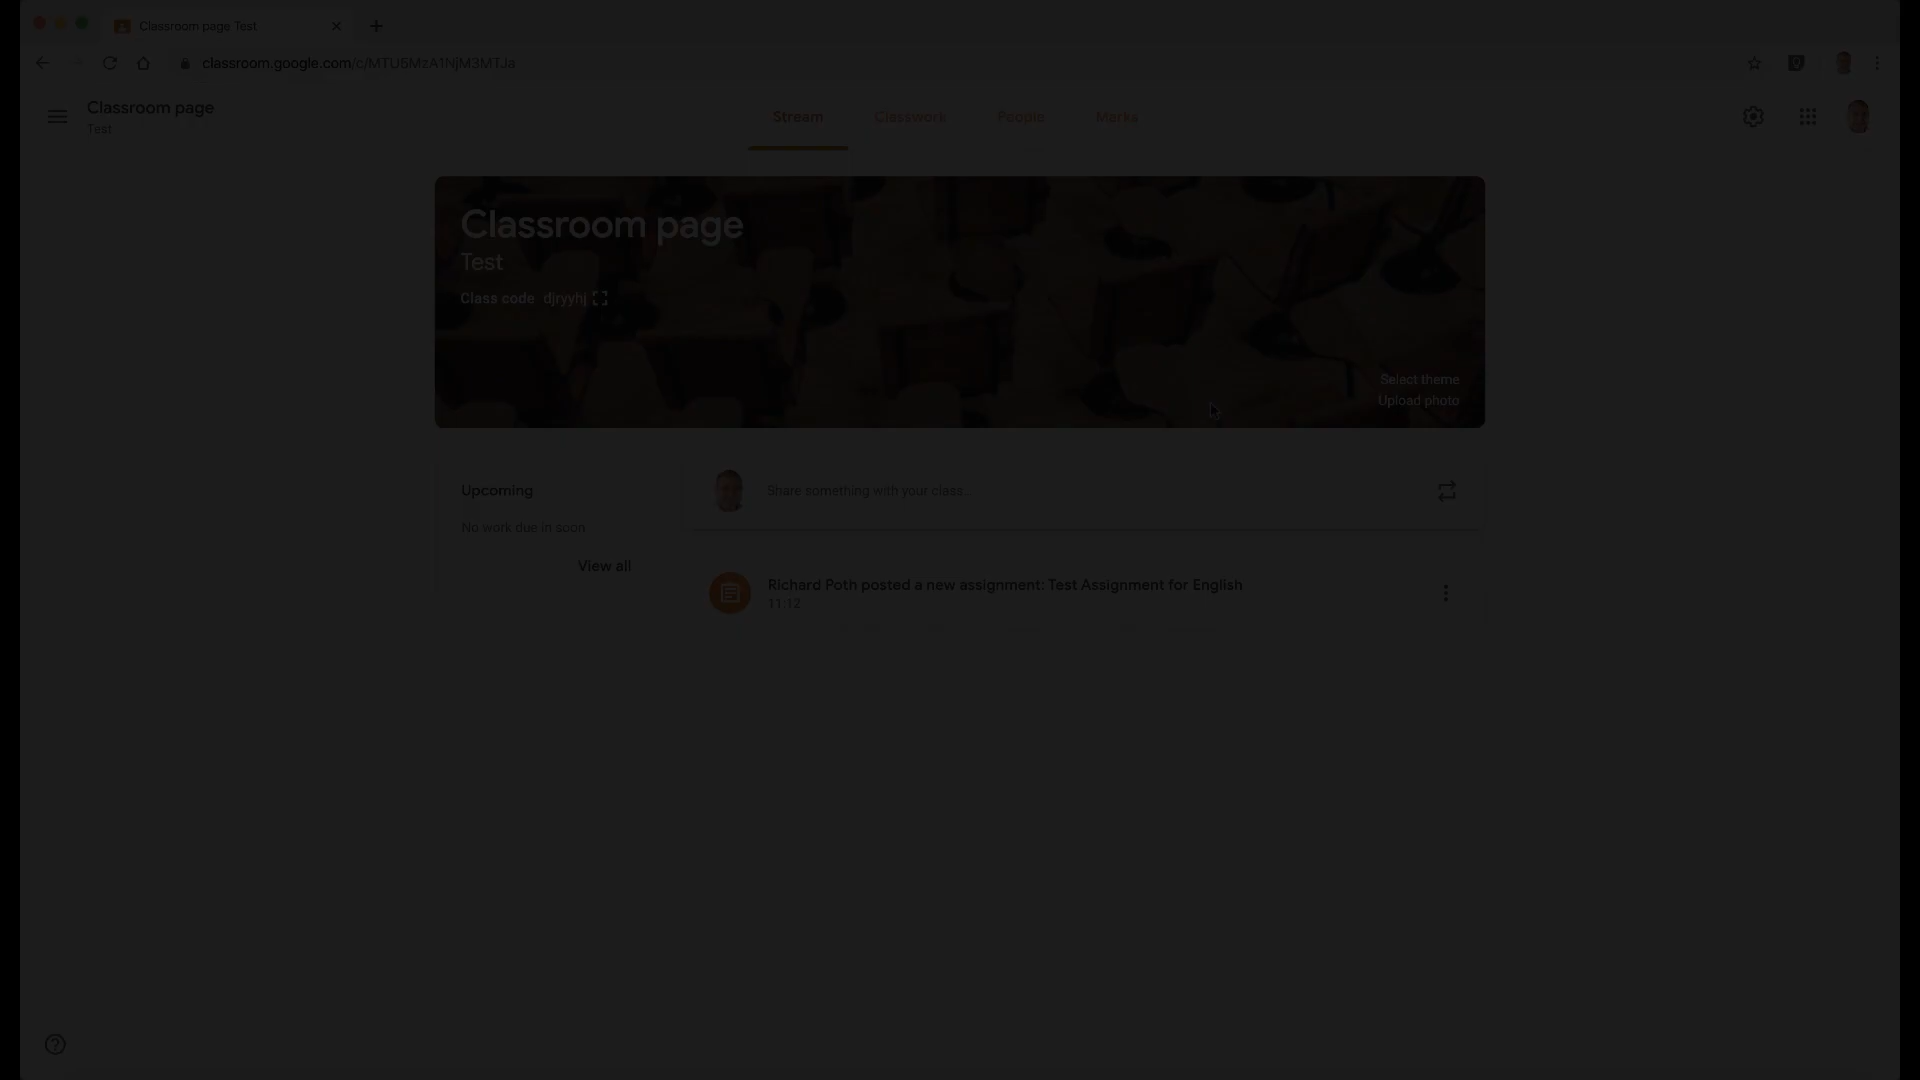 Classroom page Test
classroom.google.com/c/MTU5MzA1NjM3MTJa
Classroom page
Test
Stream
Classwork
People
Marks
Classroom page
Test
Class code djryyhj
Select theme
Upload photo
Upcoming
No work due in soon
View all
Share something with your class...
Richard Poth posted a new assignment: Test Assignment for English
11:12